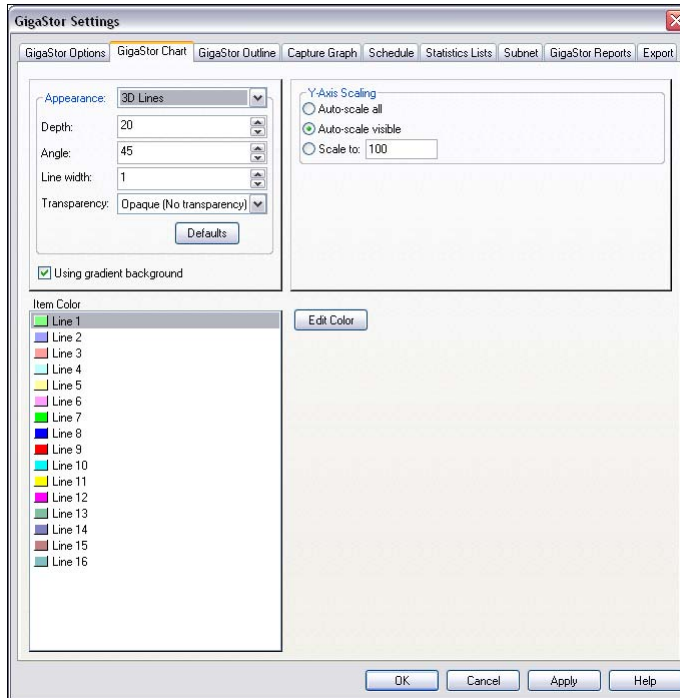 GigaStor Settings
GigaStor Options GigaStor Chart GigaStor Outline Capture Graph Schedule Statistics Lists Subnet GigaStor Reports Export
Appearance: 3D Lines
Depth: 20
Angle: 45
Line width: 1
Transparency: Opaque (No transparency)
Defaults
Using gradient background
Y-Axis Scaling
Auto-scale all
Auto-scale visible
Scale to: 100
Item Color
Line 1
Line 2
Line 3
Line 4
Line 5
Line 6
Line 7
Line 8
Line 9
Line 10
Line 11
Line 12
Line 13
Line 14
Line 15
Line 16
Edit Color
OK Cancel Apply Help